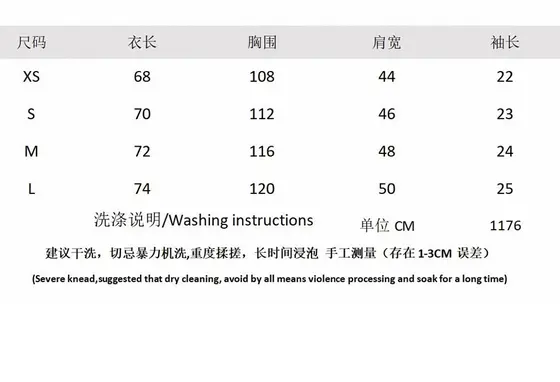 尺码 衣长 胸围 肩宽 袖长
XS 68 108 44 22
S 70 112 46 23
M 72 116 48 24
L 74 120 50 25
洗涤说明/Washing instructions 单位 CM 1176
建议干洗，切忌暴力机洗,重度揉搓，长时间浸泡 手工测量（存在 1-3CM 误差）
(Severe knead,suggested that dry cleaning, avoid by all means violence processing and soak for a long time)